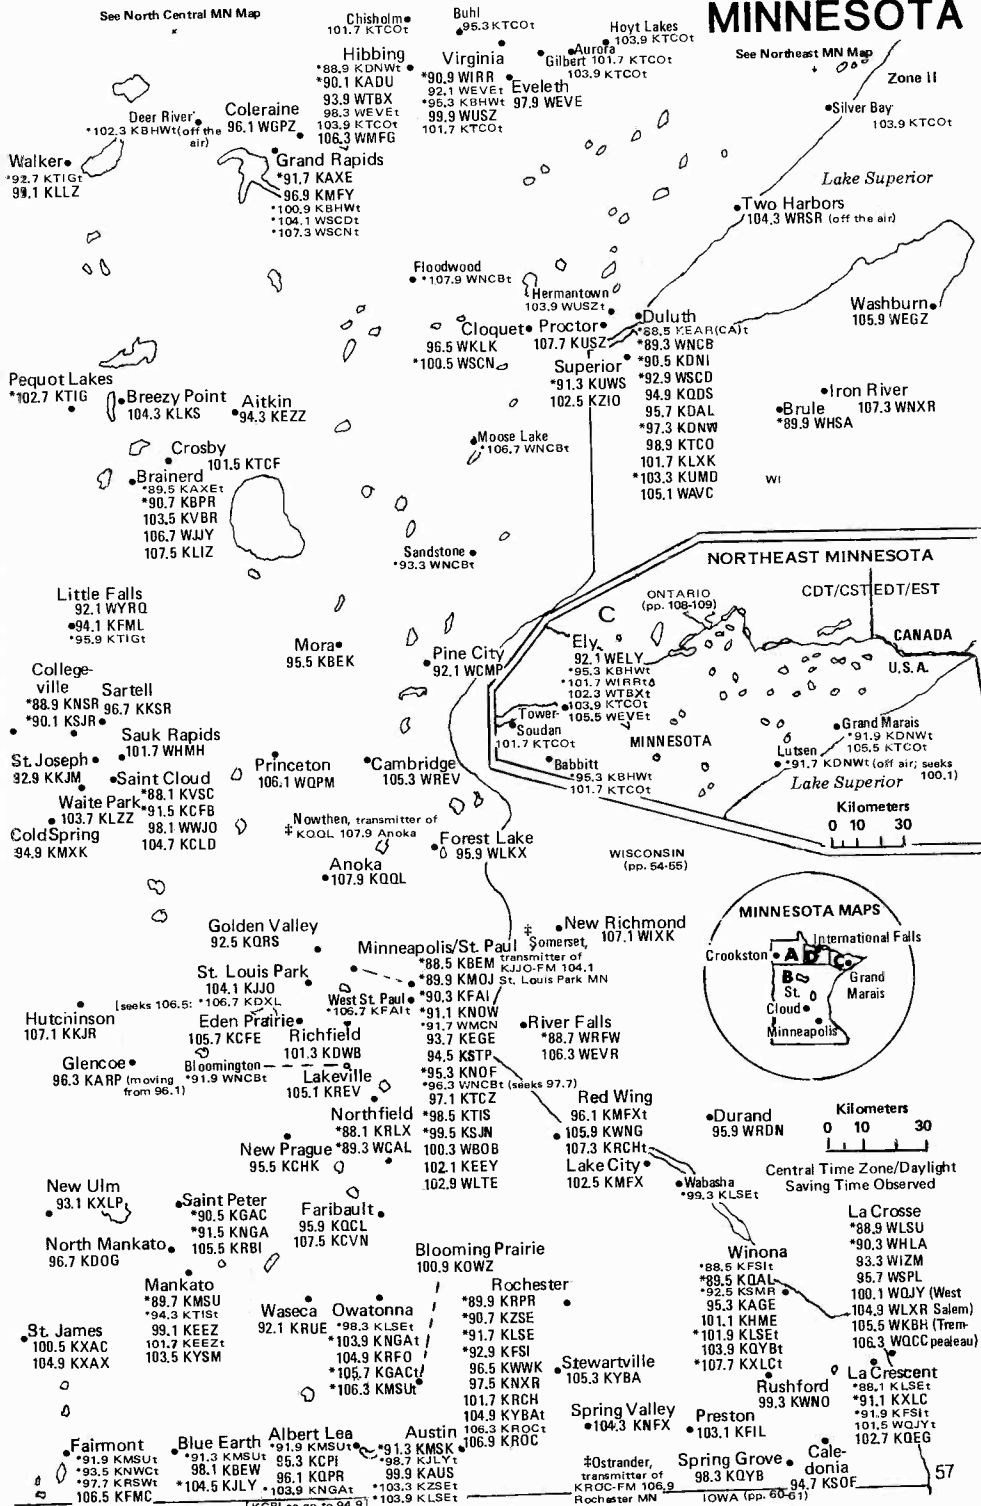 See North Central MN Map
MINNESOTA
Chisholm
101.7 KTCOt
Buhl
95.3 KTCOt
Hoyt Lakes
103.9 KTCOt
Aurora
Gilbert 101.7 KTCOt
103.9 KTCOt
See Northeast MN Map
Zone II
Hibbing
*88.9 KDNWt
*90.1 KADU
93.9 WTBX
98.3 WEVEt
103.9 KTCOt
106.3 WMFG
Virginia
*90.9 WIRR
92.1 WEVEt
*95.3 KBHWt
99.9 WUSZ
101.7 KTCOt
Eveleth
97.9 WEVE
Silver Bay
103.9 KTCOt
Deer River
*102.3 KBHWt (off the
air)
Coleraine
96.1 WGPZ
Walker
*92.7 KTIGt
99.1 KLLZ
Grand Rapids
*91.7 KAXE
96.9 KMFY
*100.9 KBHWt
*104.1 WSCDt
*107.3 WSCNt
Lake Superior
Two Harbors
104.3 WRSR (off the air)
Floodwood
*107.9 WNCBt
Hermantown
103.9 WUSZt
Washburn
105.9 WEGZ
Cloquet
96.5 WKLK
*100.5 WSCN
Proctor
107.7 KUSZ
Duluth
*88.5 KEAR(CA)t
*89.3 WNCB
*90.5 KDNI
*92.9 WSCD
94.9 KQDS
95.7 KDAL
*97.3 KDNW
98.9 KTCO
101.7 KLXK
*103.3 KUMD
105.1 WAVC
Superior
*91.3 KUWS
102.5 KZIO
Pequot Lakes
*102.7 KTIG
Breezy Point
104.3 KLKS
Aitkin
94.3 KEZZ
Iron River
107.3 WNXR
Brule
*89.9 WHSA
Moose Lake
*106.7 WNCBt
Crosby
101.5 KTCF
Brainerd
*89.5 KAXEt
*90.7 KBPR
103.5 KVBR
106.7 WJJY
107.5 KLIZ
WI
Sandstone
*93.3 WNCBt
NORTHEAST MINNESOTA
CDT/CST EDT/EST
ONTARIO
(pp. 108-109)
C
CANADA
U.S.A.
Ely
92.1 WELY
*95.3 KBHWt
*101.7 WIRRt
102.3 WTBXt
103.9 KTCOt
105.5 WEVEt
Tower-
Soudan
101.7 KTCOt
MINNESOTA
Babbitt
*95.3 KBHWt
101.7 KTCOt
Grand Marais
*91.9 KDNWt
105.5 KTCOt
Lutsen
*91.7 KDNWt (off air; seeks
100.1)
Lake Superior
Kilometers
0 10 30
Little Falls
92.1 WYRQ
94.1 KFML
*95.9 KTIGt
Mora
95.5 KBEK
Pine City
92.1 WCMP
College-
ville
*88.9 KNSR
*90.1 KSJR
Sartell
96.7 KKSR
Sauk Rapids
101.7 WHMH
St. Joseph
92.9 KKJM
Saint Cloud
*88.1 KVSC
*91.5 KCFB
98.1 WWJO
104.7 KCLD
Princeton
106.1 WQPM
Cambridge
105.3 WREV
Waite Park
103.7 KLZZ
Cold Spring
94.9 KMXK
Nowthen, transmitter of
‡ KQQL 107.9 Anoka
Forest Lake
95.9 WLKX
Anoka
107.9 KQQL
WISCONSIN
(pp. 54-55)
MINNESOTA MAPS
International Falls
Crookston
A
D
C
B
Grand
Marais
St.
Cloud
Minneapolis
Golden Valley
92.5 KQRS
New Richmond
107.1 WIXK
‡
Somerset,
transmitter of
KJJO-FM 104.1
St. Louis Park MN
St. Louis Park
104.1 KJJO
[seeks 106.5: *106.7 KDXL
Minneapolis/St. Paul
*88.5 KBEM
*89.9 KMOJ
*90.3 KFAI
*91.1 KNOW
*91.7 WMCN
93.7 KEGE
94.5 KSTP
*95.3 KNOF
*96.3 WNCBt (seeks 97.7)
97.1 KTCZ
*98.5 KTIS
*99.5 KSJN
100.3 WBOB
102.1 KEEY
102.9 WLTE
West St. Paul
*106.7 KFAIt
Hutchinson
107.1 KKJR
Eden Prairie
105.7 KCFE
Richfield
101.3 KDWB
River Falls
*88.7 WRFW
106.3 WEVR
Glencoe
96.3 KARP (moving
from 96.1)
Bloomington
*91.9 WNCBt
Lakeville
105.1 KREV
Northfield
*88.1 KRLX
*89.3 WCAL
New Prague
95.5 KCHK
Red Wing
96.1 KMFXt
105.9 KWNG
107.3 KRCHt
Lake City
102.5 KMFX
Durand
95.9 WRDN
Kilometers
0 10 30
Central Time Zone/Daylight
Saving Time Observed
Wabasha
*99.3 KLSEt
New Ulm
93.1 KXLP
Saint Peter
*90.5 KGAC
*91.5 KNGA
105.5 KRBI
Faribault
95.9 KQCL
107.5 KCVN
North Mankato
96.7 KDOG
Blooming Prairie
100.9 KOWZ
La Crosse
*88.9 WLSU
*90.3 WHLA
93.3 WIZM
95.7 WSPL
100.1 WQJY (West
104.9 WLXR Salem)
105.5 WKBH (Trem-
106.3 WQCC pealeau)
Winona
*88.5 KFSIt
*89.5 KQAL
*92.5 KSMR
95.3 KAGE
101.1 KHME
*101.9 KLSEt
103.9 KQYBt
*107.7 KXLCt
Mankato
*89.7 KMSU
*94.3 KTISt
99.1 KEEZ
101.7 KEEZt
103.5 KYSM
Waseca
92.1 KRUE
Owatonna
*98.3 KLSEt
*103.9 KNGAt
104.9 KRFO
*105.7 KGACt
*106.3 KMSUt
Rochester
*89.9 KRPR
*90.7 KZSE
*91.7 KLSE
*92.9 KFSI
96.5 KWWK
97.5 KNXR
101.7 KRCH
104.9 KYBAt
106.3 KROCt
106.9 KROC
St. James
100.5 KXAC
104.9 KXAX
Stewartville
105.3 KYBA
La Crescent
*88.1 KLSEt
*91.1 KXLC
*91.9 KFSIt
101.5 WQJYt
102.7 KQEG
Rushford
99.3 KWNO
Spring Valley
104.3 KNFX
Preston
103.1 KFIL
Fairmont
*91.9 KMSUt
*93.5 KNWCt
*97.7 KRSWt
106.5 KFMC
Blue Earth
*91.3 KMSUt
98.1 KBEW
*104.5 KJLY
Albert Lea
*91.9 KMSUt
95.3 KCPI
96.1 KQPR
*103.9 KNGAt
Austin
*91.3 KMSK
*98.7 KJLYt
99.9 KAUS
*103.3 KZSEt
*103.9 KLSEt
‡Ostrander,
transmitter of
KROC-FM 106.9
Rochester MN
Spring Grove
98.3 KQYB
Cale-
donia
94.7 KSOF
IOWA (pp. 60-61)
57